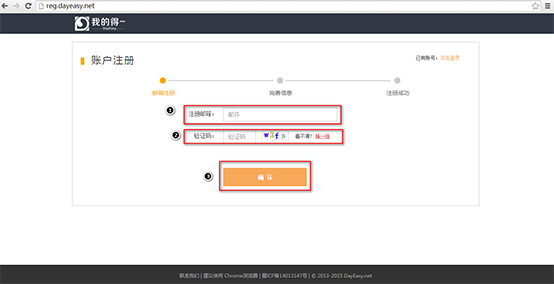 reg.dayeasy.net
我的得一
DayEasy
账户注册
已有账号，点击登录
邮箱注册 完善信息 注册成功
1 注册邮箱： 邮件
2 验证码： 验证码 看不清？换一张
3 确 认
联系我们 | 建议使用 Chrome浏览器 | 蜀ICP备14013147号 | © 2013-2015 DayEasy.net